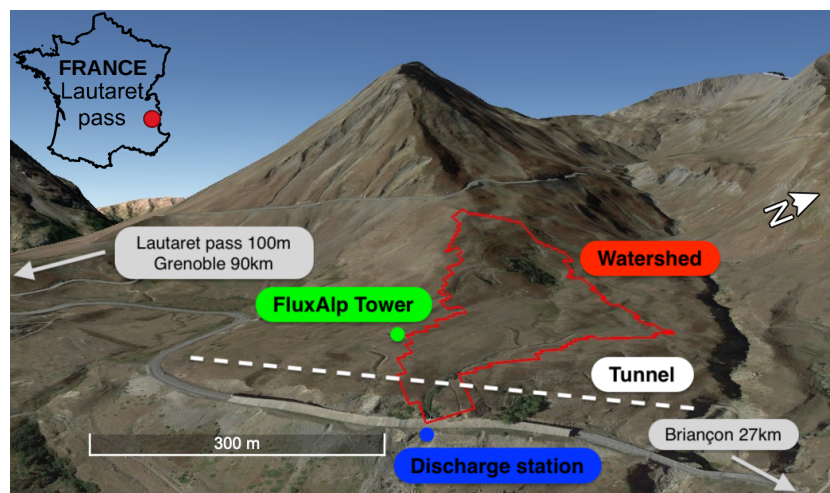 FRANCE
Lautaret
pass
N
Lautaret pass 100m
Grenoble 90km
Watershed
FluxAlp Tower
Tunnel
300 m
Briançon 27km
Discharge station